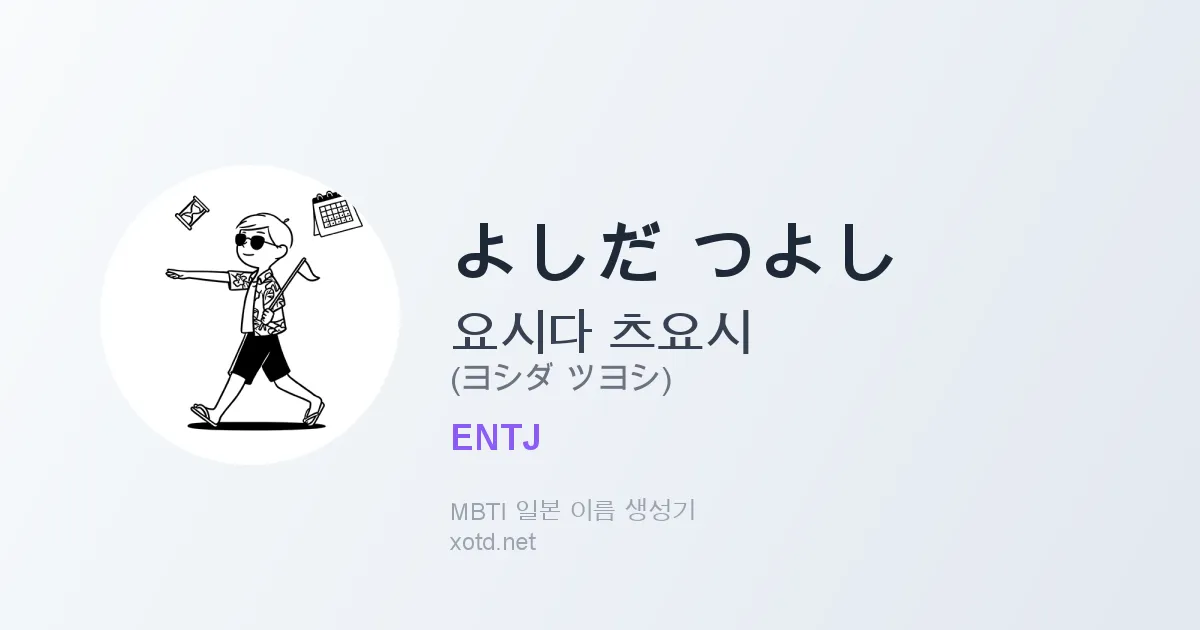 よしだ つよし
요시다 츠요시
(ヨシダ ツヨシ)
ENTJ
MBTI 일본 이름 생성기
xotd.net